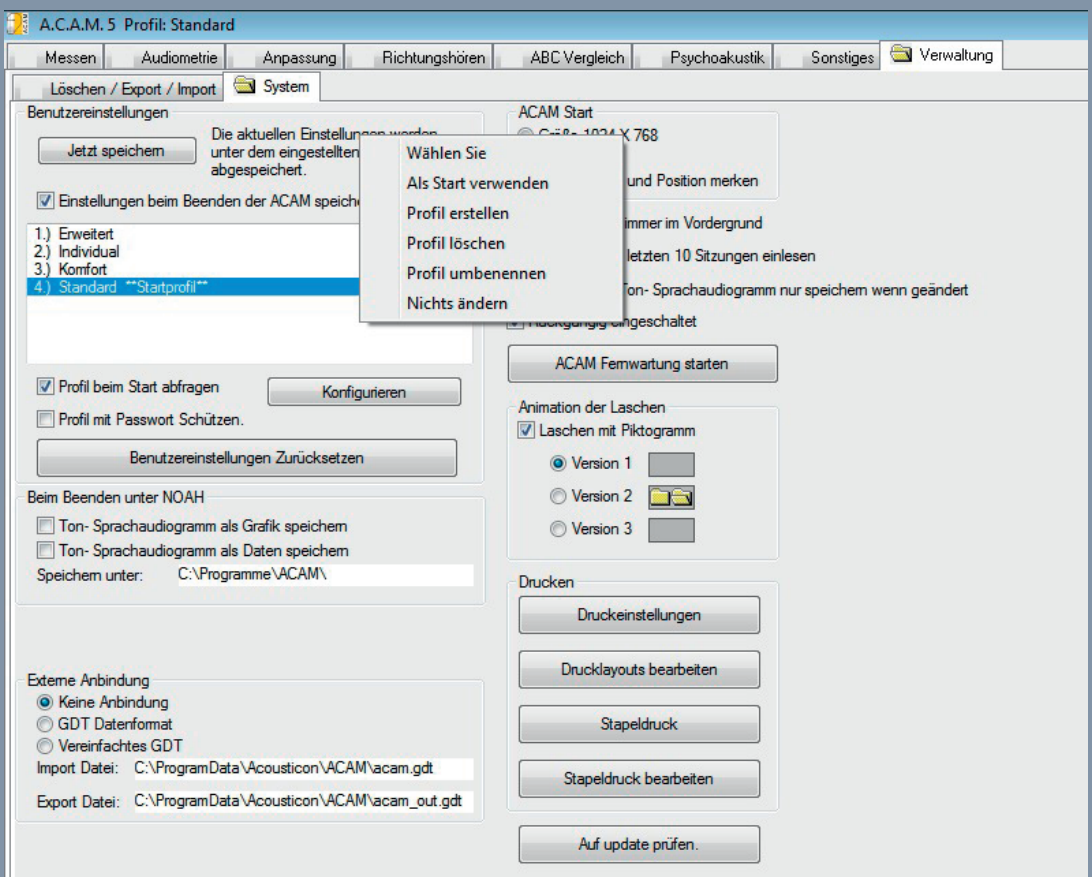 A.C.A.M. 5 Profil: Standard
Messen Audiometrie Anpassung Richtungshören ABC Vergleich Psychoakustik Sonstiges Verwaltung
Löschen / Export / Import System
Benutzereinstellungen
Jetzt speichern
Die aktuellen Einstellungen werden
unter dem eingestellten
abgespeichert.
Einstellungen beim Beenden der ACAM speiche
1.) Erweitert
2.) Individual
3.) Komfort
4.) Standard **Startprofil**
Wählen Sie
Als Start verwenden
Profil erstellen
Profil löschen
Profil umbenennen
Nichts ändern
Profil beim Start abfragen
Konfigurieren
Profil mit Passwort Schützen.
Benutzereinstellungen Zurücksetzen
Beim Beenden unter NOAH
Ton- Sprachaudiogramm als Grafik speichern
Ton- Sprachaudiogramm als Daten speichern
Speichern unter: C:\Programme\ACAM\
Externe Anbindung
Keine Anbindung
GDT Datenformat
Vereinfachtes GDT
Import Datei: C:\ProgramData\Acousticon\ACAM\acam.gdt
Export Datei: C:\ProgramData\Acousticon\ACAM\acam_out.gdt
ACAM Start
Größe 1024 X 768
und Position merken
immer im Vordergrund
letzten 10 Sitzungen einlesen
Ton- Sprachaudiogramm nur speichern wenn geändert
Rückgängig eingeschaltet
ACAM Fernwartung starten
Animation der Laschen
Laschen mit Piktogramm
Version 1
Version 2
Version 3
Drucken
Druckeinstellungen
Drucklayouts bearbeiten
Stapeldruck
Stapeldruck bearbeiten
Auf update prüfen.